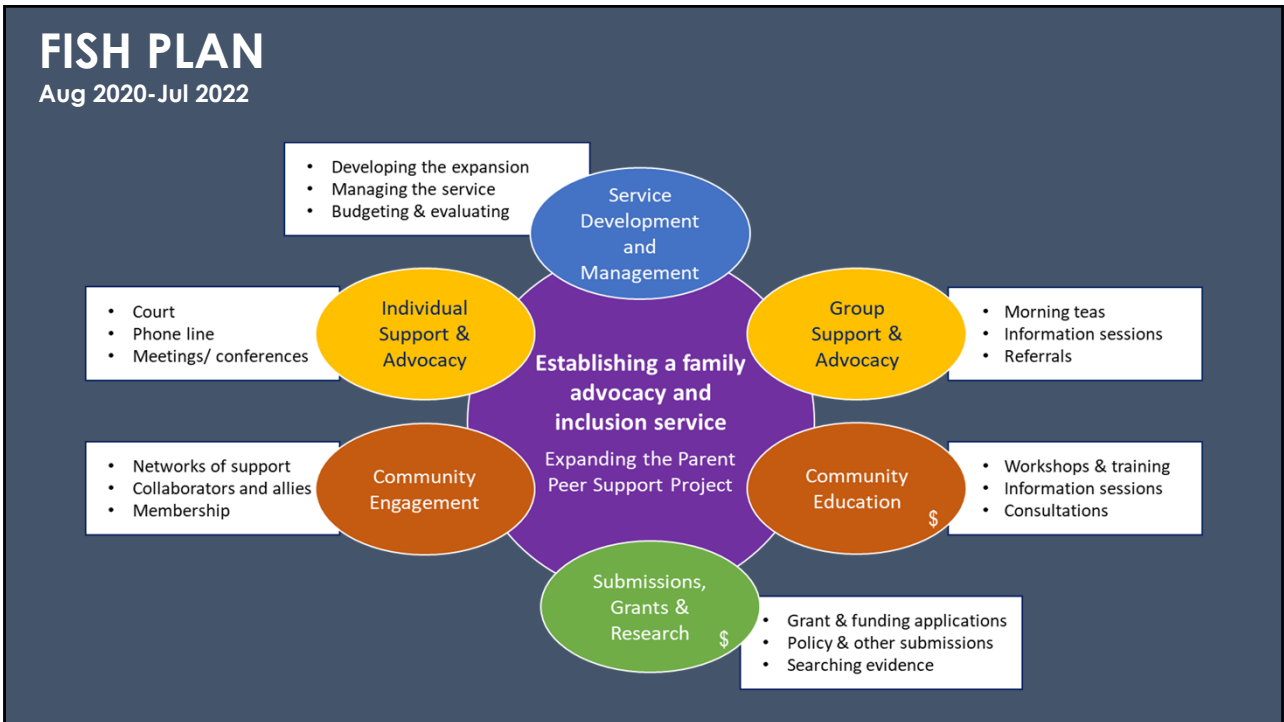 FISH PLAN
Aug 2020-Jul 2022
• Developing the expansion
• Managing the service
• Budgeting & evaluating
Service
Development
and
Management
• Court
• Phone line
• Meetings/ conferences
Individual
Support &
Advocacy
Group
Support &
Advocacy
• Morning teas
• Information sessions
• Referrals
Establishing a family
advocacy and
inclusion service
Expanding the Parent
Peer Support Project
• Networks of support
• Collaborators and allies
• Membership
Community
Engagement
Community
Education
$
• Workshops & training
• Information sessions
• Consultations
Submissions,
Grants &
Research
$
• Grant & funding applications
• Policy & other submissions
• Searching evidence